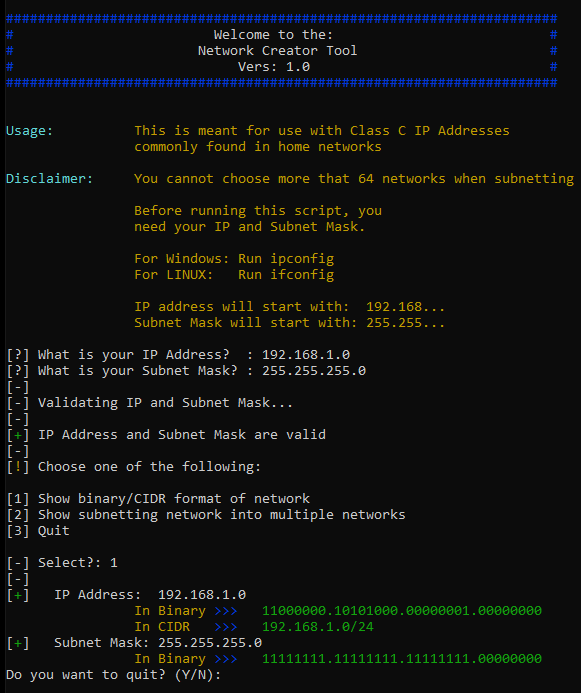 #####################################################################
# Welcome to the: #
# Network Creator Tool #
# Vers: 1.0 #
#####################################################################
Usage: This is meant for use with Class C IP Addresses
commonly found in home networks
Disclaimer: You cannot choose more that 64 networks when subnetting
Before running this script, you
need your IP and Subnet Mask.
For Windows: Run ipconfig
For LINUX: Run ifconfig
IP address will start with: 192.168...
Subnet Mask will start with: 255.255...
[?] What is your IP Address? : 192.168.1.0
[?] What is your Subnet Mask? : 255.255.255.0
[-]
[-] Validating IP and Subnet Mask...
[-]
[+] IP Address and Subnet Mask are valid
[-]
[!] Choose one of the following:
[1] Show binary/CIDR format of network
[2] Show subnetting network into multiple networks
[3] Quit
[-] Select?: 1
[-]
[+] IP Address: 192.168.1.0
In Binary >>> 11000000.10101000.00000001.00000000
In CIDR >>> 192.168.1.0/24
[+] Subnet Mask: 255.255.255.0
In Binary >>> 11111111.11111111.11111111.00000000
Do you want to quit? (Y/N):